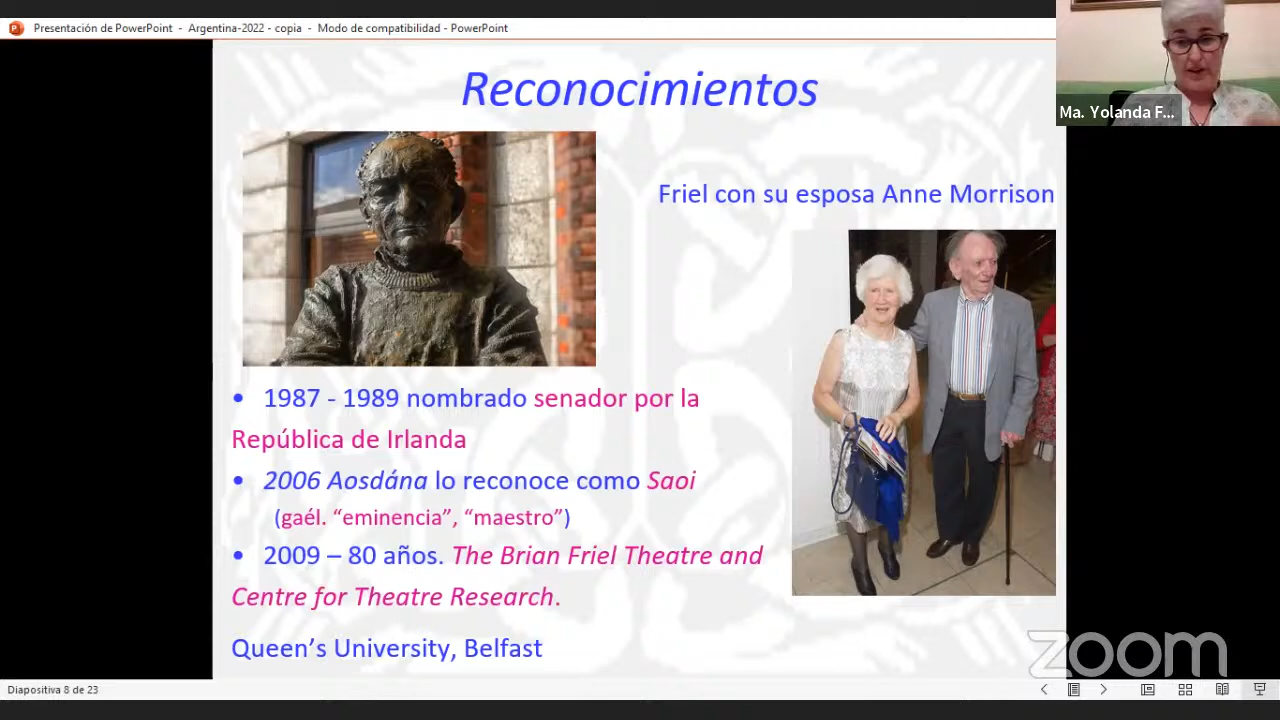 Presentación de PowerPoint - Argentina-2022 - copia - Modo de compatibilidad - PowerPoint
Ma. Yolanda F...
Reconocimientos
Friel con su esposa Anne Morrison
• 1987 - 1989 nombrado senador por la
República de Irlanda
• 2006 Aosdána lo reconoce como Saoi
(gaél. “eminencia”, “maestro”)
• 2009 – 80 años. The Brian Friel Theatre and
Centre for Theatre Research.
Queen’s University, Belfast
zoom
Diapositiva 8 de 23